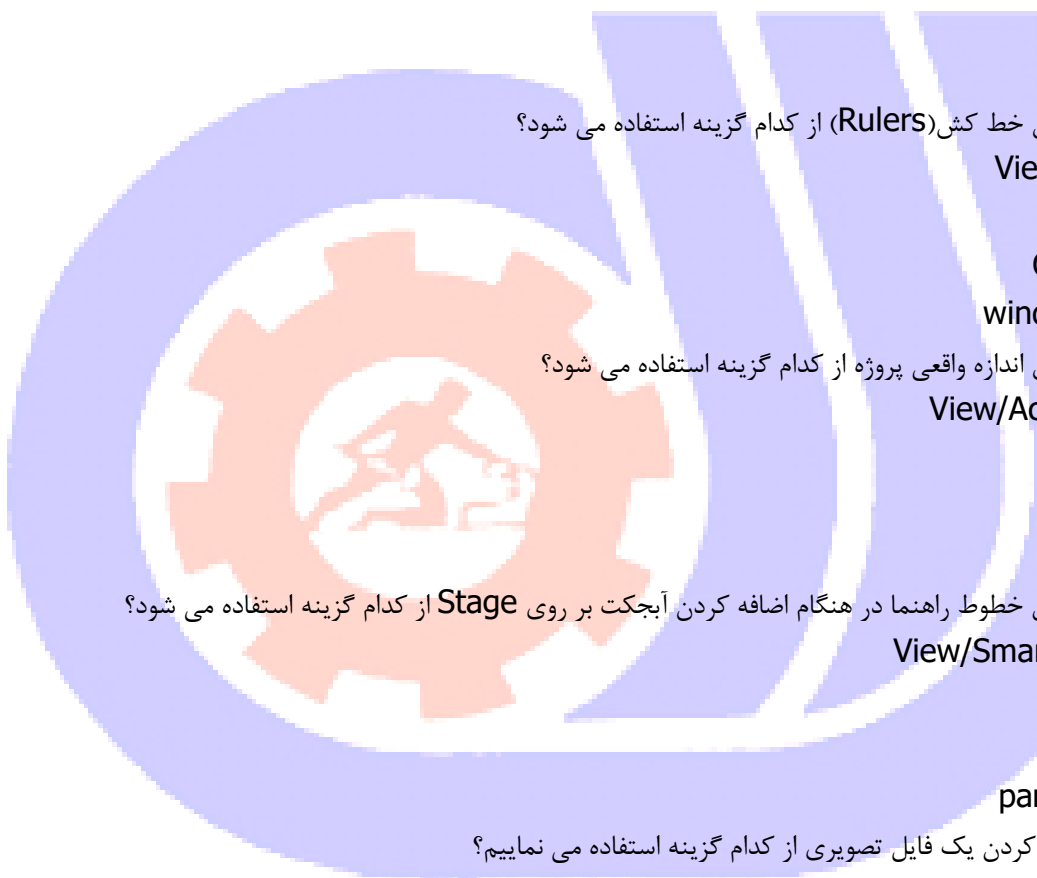 خط کش(Rulers) از کدام گزینه استفاده می شود؟
Vie
wind
اندازه واقعی پروژه از کدام گزینه استفاده می شود؟
View/Ac
خطوط راهنما در هنگام اضافه کردن آبجکت بر روی Stage از کدام گزینه استفاده می شود؟
View/Smar
par
کردن یک فایل تصویری از کدام گزینه استفاده می نماییم؟